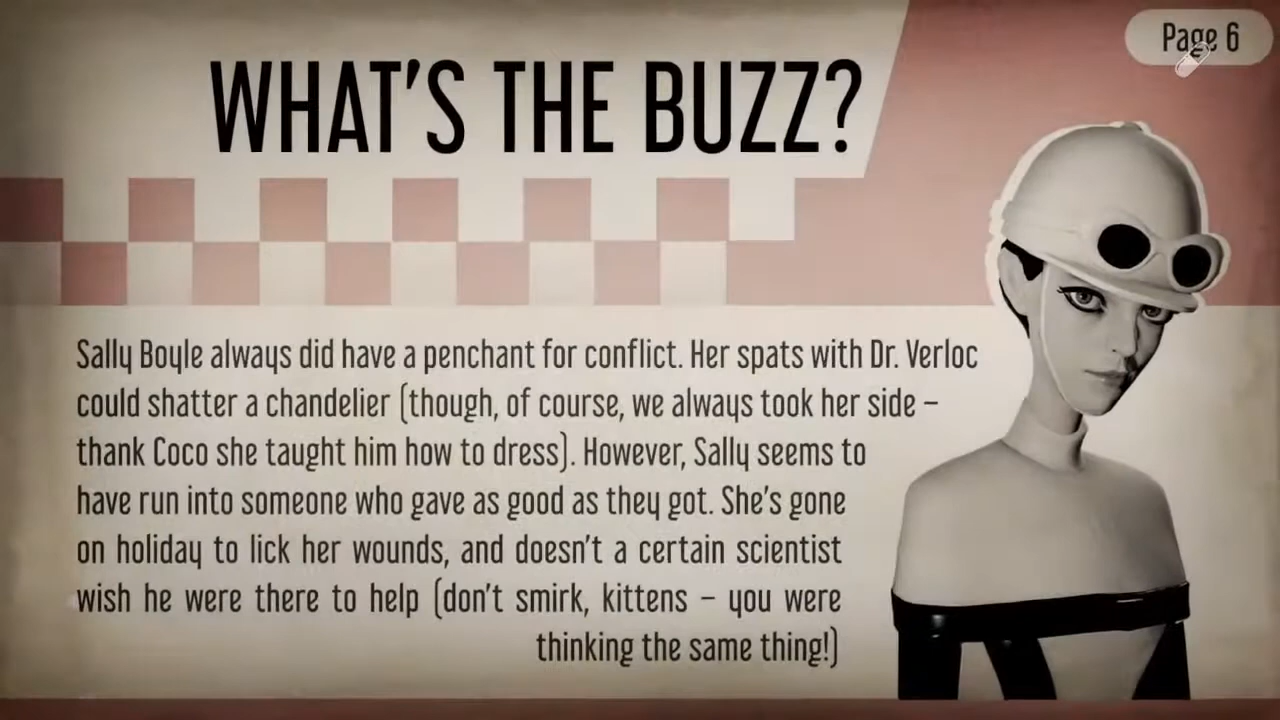 Page 6
WHAT'S THE BUZZ?
Sally Boyle always did have a penchant for conflict. Her spats with Dr. Verloc
could shatter a chandelier (though, of course, we always took her side –
thank Coco she taught him how to dress). However, Sally seems to
have run into someone who gave as good as they got. She's gone
on holiday to lick her wounds, and doesn't a certain scientist
wish he were there to help (don't smirk, kittens – you were
thinking the same thing!)